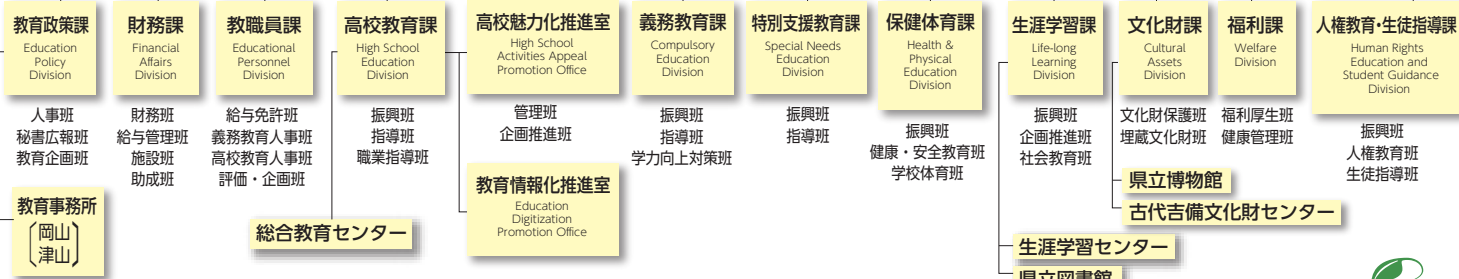 教育政策課
Education
Policy
Division
人事班
秘書広報班
教育企画班
教育事務所
岡山
津山
財務課
Financial
Affairs
Division
財務班
給与管理班
施設班
助成班
教職員課
Educational
Personnel
Division
給与免許班
義務教育人事班
高校教育人事班
評価・企画班
高校教育課
High School
Education
Division
振興班
指導班
職業指導班
総合教育センター
高校魅力化推進室
High School
Activities Appeal
Promotion Office
管理班
企画推進班
教育情報化推進室
Education
Digitization
Promotion Office
義務教育課
Compulsory
Education
Division
振興班
指導班
学力向上対策班
特別支援教育課
Special Needs
Education
Division
振興班
指導班
保健体育課
Health &
Physical
Education
Division
振興班
健康・安全教育班
学校体育班
生涯学習課
Life-long
Learning
Division
振興班
企画推進班
社会教育班
生涯学習センター
県立図書館
文化財課
Cultural
Assets
Division
文化財保護班
埋蔵文化財班
県立博物館
古代吉備文化財センター
福利課
Welfare
Division
福利厚生班
健康管理班
人権教育・生徒指導課
Human Rights
Education and
Student Guidance
Division
振興班
人権教育班
生徒指導班